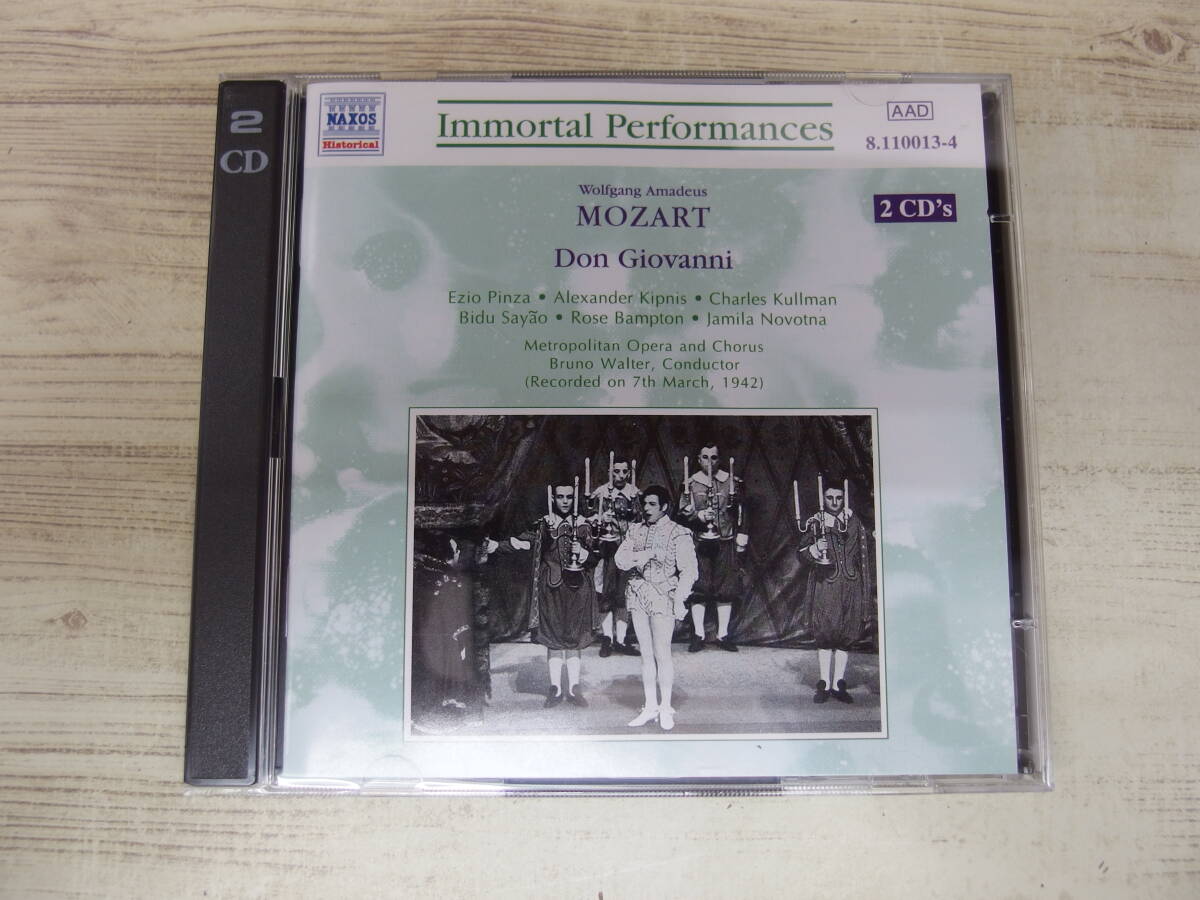 2
CD
NAXOS
Historical
Immortal Performances
AAD
8.110013-4
Wolfgang Amadeus
MOZART
2 CD's
Don Giovanni
Ezio Pinza • Alexander Kipnis • Charles Kullman
Bidu Sayão • Rose Bampton • Jamila Novotna
Metropolitan Opera and Chorus
Bruno Walter, Conductor
(Recorded on 7th March, 1942)